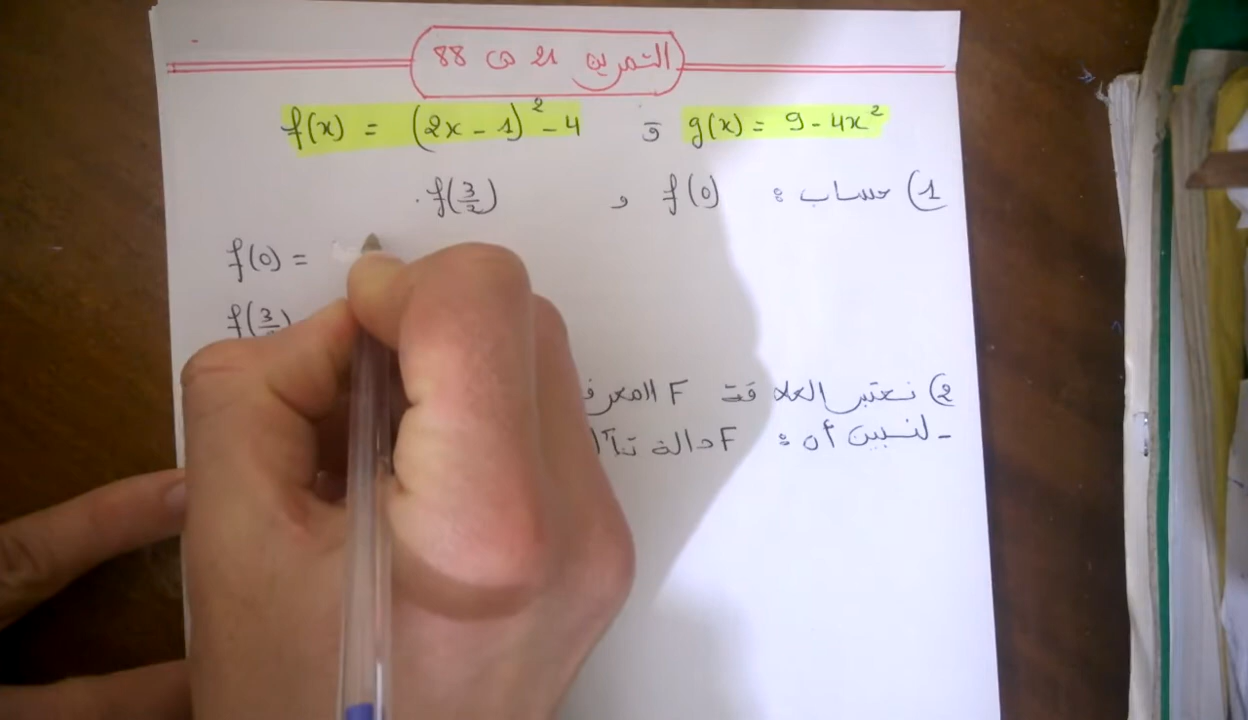 التمرين 21 ص 88
f(x) = (2x - 1)² - 4 و g(x) = 9 - 4x²
1) حساب : f(0) و f(3/2).
f(0) =
f(3/
2) نعتبر العلاقة F المعرف
- لنبين أن : F دالة تآ